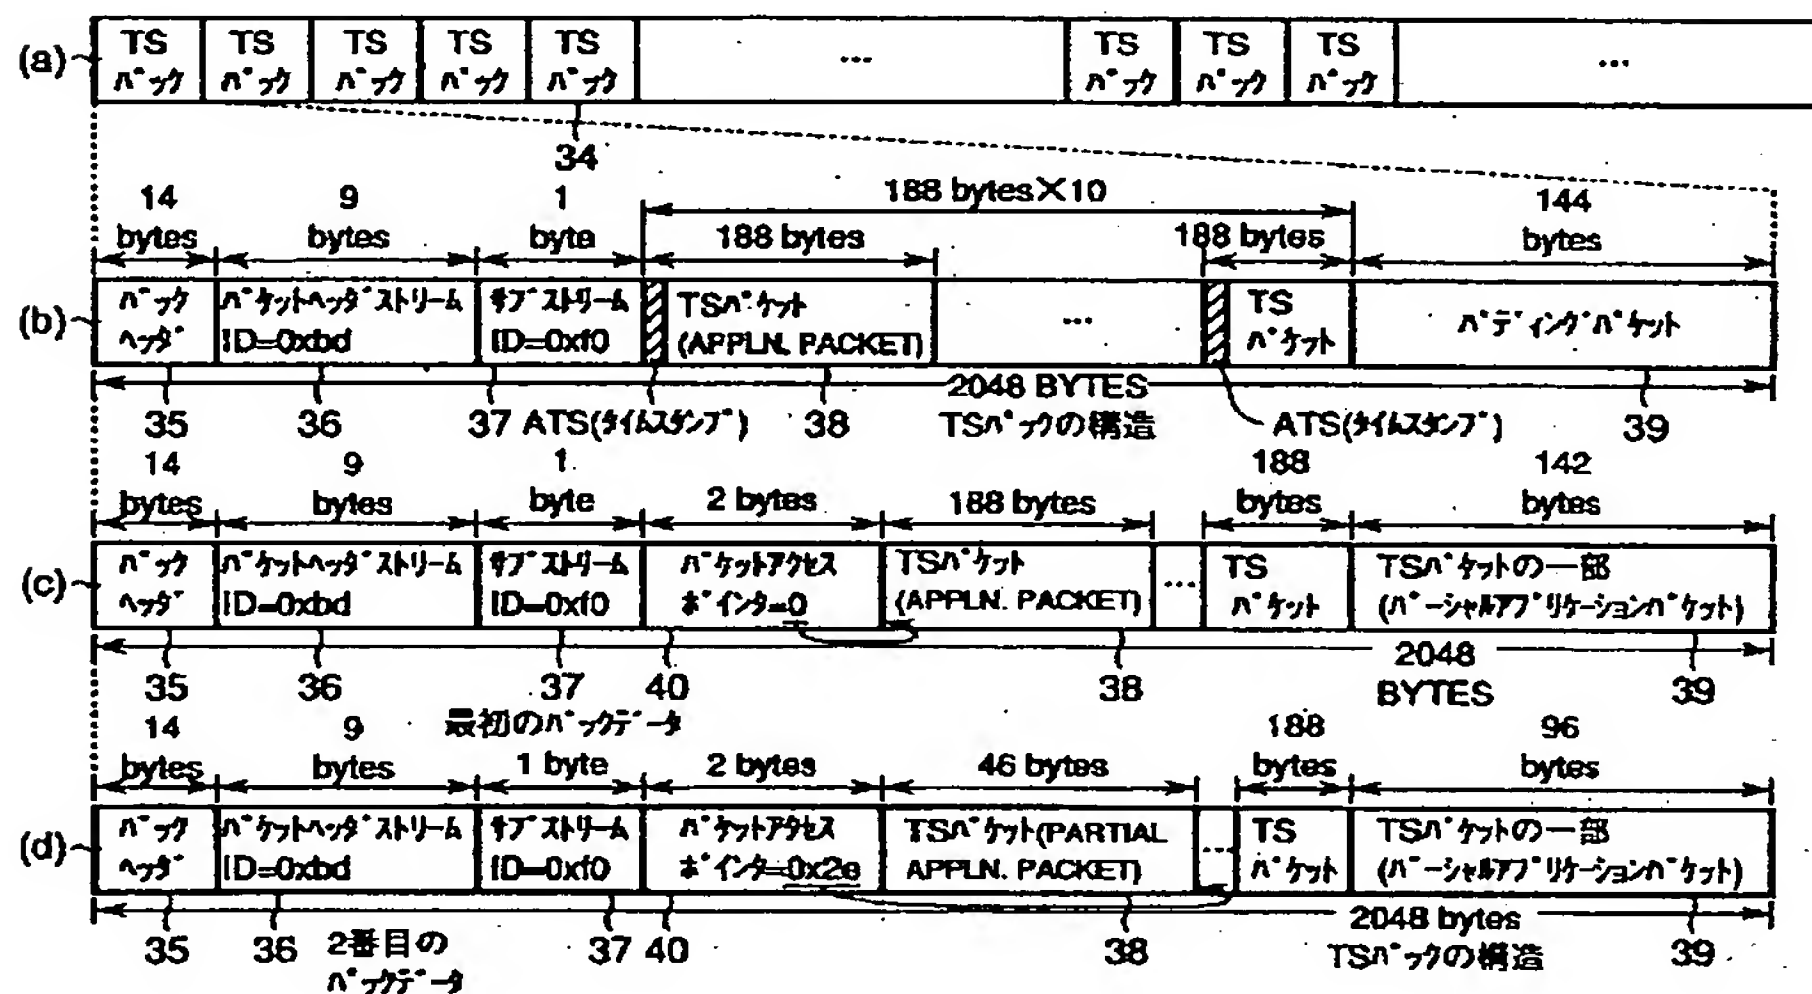 (a)
TS TS TS TS TS ... TS TS TS ...
パック パック パック パック パック パック パック パック
34
14 9 1 188 bytes×10 144
bytes bytes byte 188 bytes 188 bytes bytes
(b)
パック パケットヘッダ ストリーム サブストリーム TSパケット ... TS パディングパケット
ヘッダ ID=0xbd ID=0xf0 (APPLN. PACKET) パケット
2048 BYTES
35 36 37 ATS(タイムスタンプ) 38 TSパックの構造 ATS(タイムスタンプ) 39
14 9 1 188 142
bytes bytes byte 2 bytes 188 bytes bytes bytes
(c)
パック パケットヘッダ ストリーム サブストリーム パケットアクセス TSパケット ... TS TSパケットの一部
ヘッダ ID=0xbd ID=0xf0 ポインタ=0 (APPLN. PACKET) パケット (パーシャルアプリケーションパケット)
2048
35 36 37 40 38 BYTES 39
最初のパックデータ
14 9 188 96
bytes bytes 1 byte 2 bytes 46 bytes bytes bytes
(d)
パック パケットヘッダ ストリーム サブストリーム パケットアクセス TSパケット(PARTIAL ... TS TSパケットの一部
ヘッダ ID=0xbd ID=0xf0 ポインタ=0x2e APPLN. PACKET) パケット (パーシャルアプリケーションパケット)
2048 bytes
35 36 2番目の 37 40 38 TSパックの構造 39
パックデータ